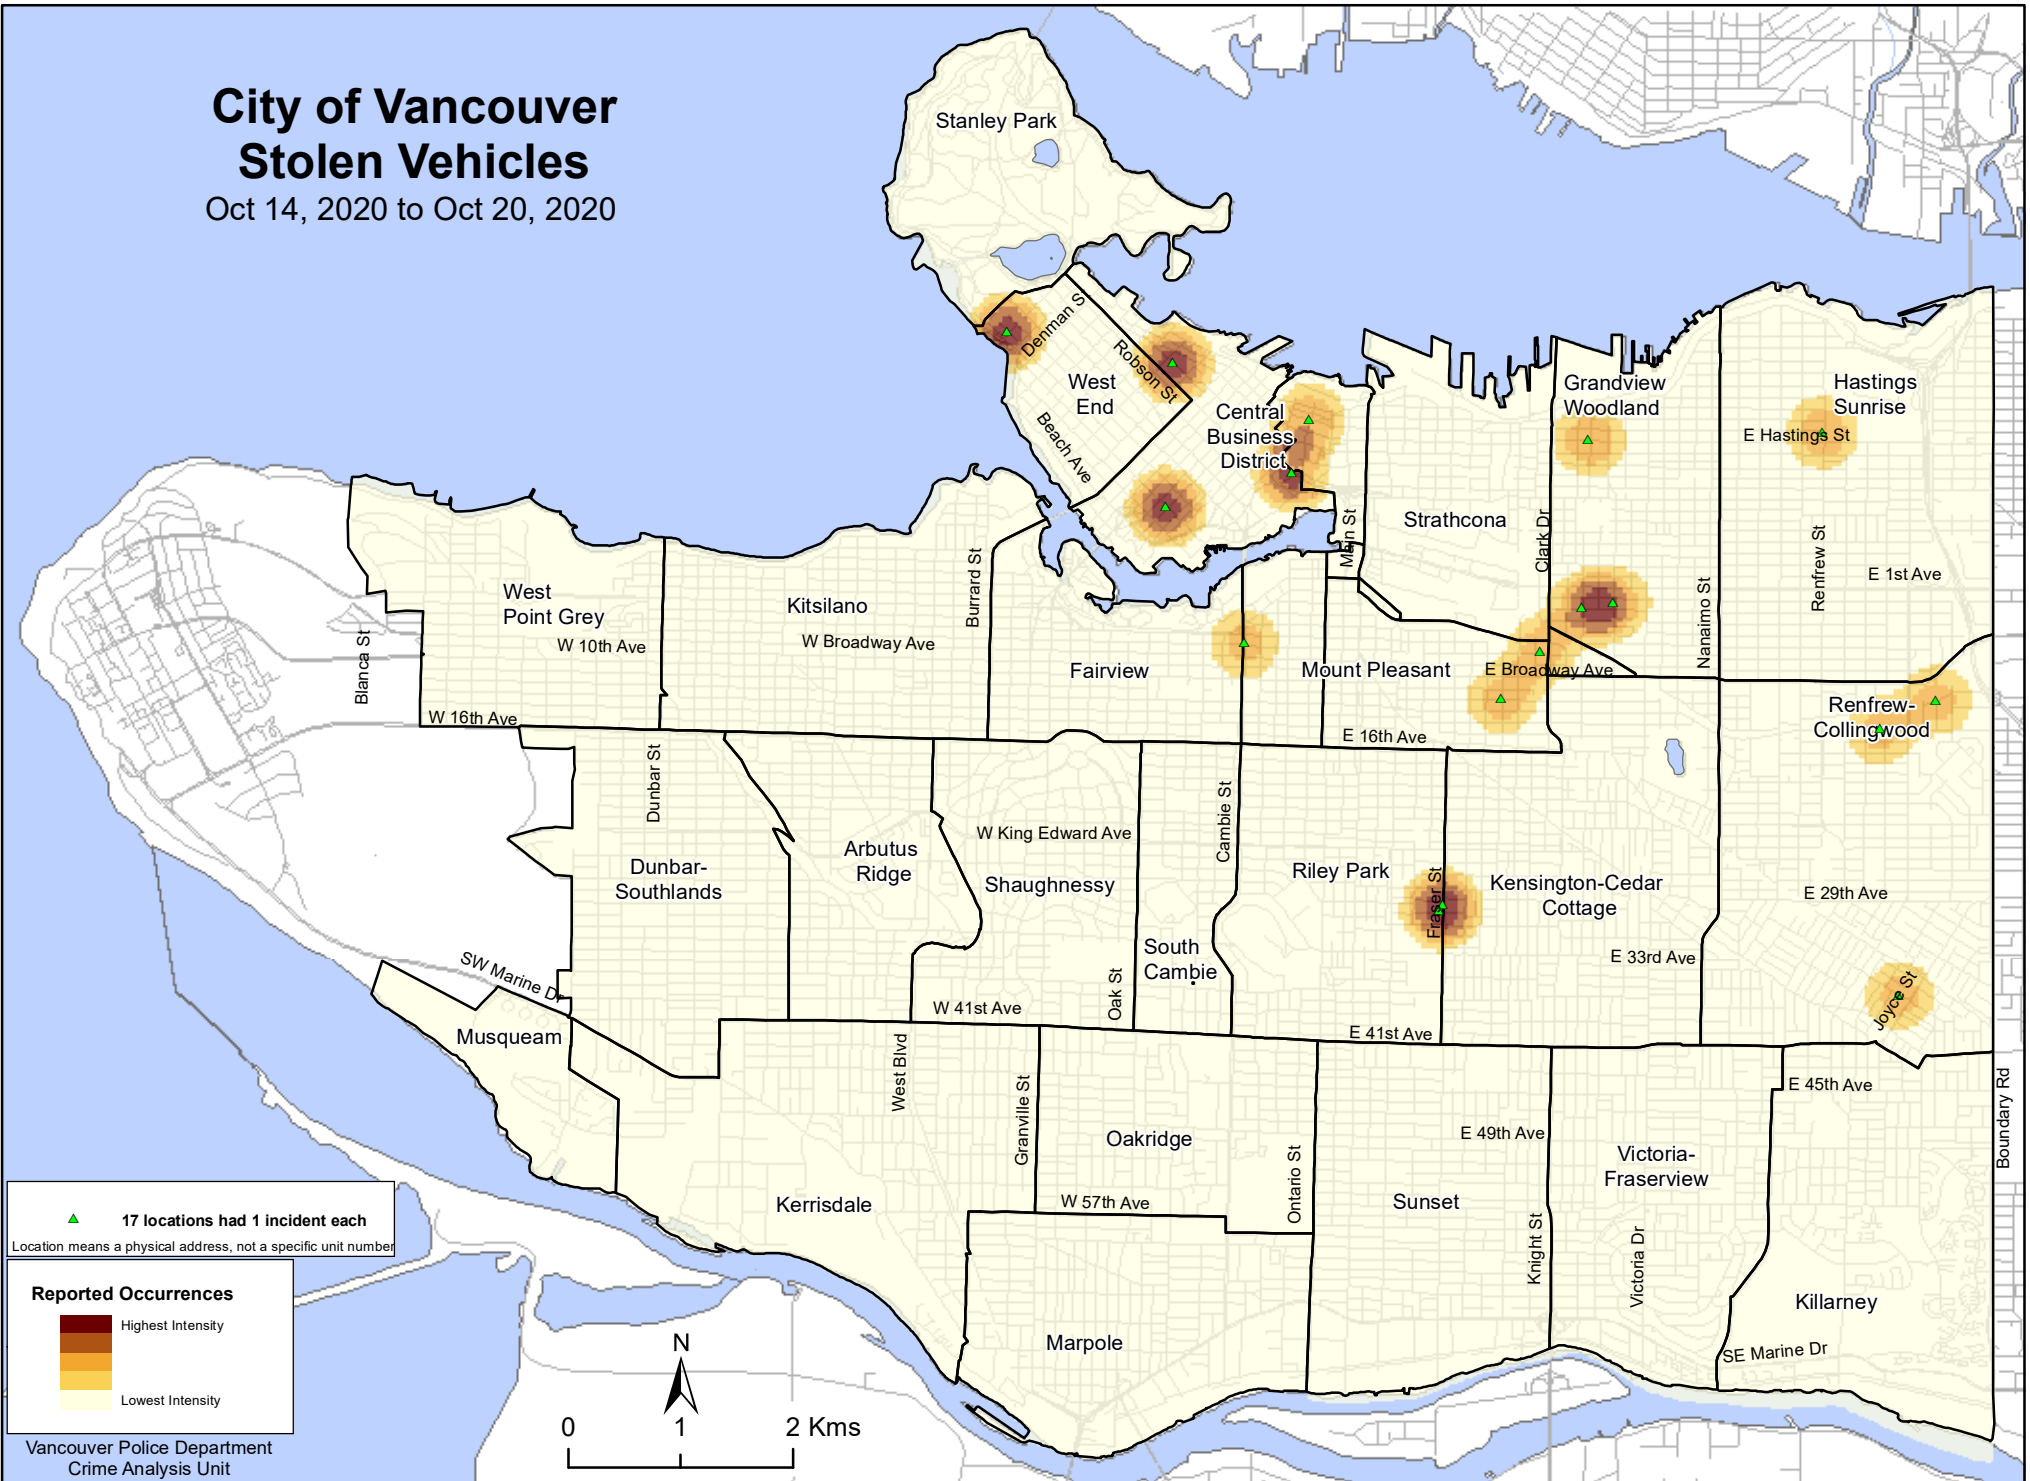 City of Vancouver
Stolen Vehicles
Oct 14, 2020 to Oct 20, 2020
Stanley Park
Denman S
Robson St
West
End
Beach Ave
Central
Business
District
Grandview
Woodland
Hastings
Sunrise
E Hastings St
Strathcona
Main St
Clark Dr
Nanaimo St
Renfrew St
E 1st Ave
West
Point Grey
W 10th Ave
Blanca St
W 16th Ave
Kitsilano
W Broadway Ave
Burrard St
Fairview
Mount Pleasant
E Broadway Ave
E 16th Ave
Renfrew-
Collingwood
Dunbar St
Dunbar-
Southlands
Arbutus
Ridge
W King Edward Ave
Shaughnessy
Cambie St
South
Cambie
Oak St
W 41st Ave
Riley Park
Fraser St
Kensington-Cedar
Cottage
E 29th Ave
E 33rd Ave
Joyce St
E 41st Ave
SW Marine Dr
Musqueam
West Blvd
Granville St
Oakridge
W 57th Ave
Ontario St
Kerrisdale
Sunset
E 49th Ave
Knight St
Victoria-
Fraserview
Victoria Dr
E 45th Ave
Boundary Rd
Killarney
SE Marine Dr
Marpole
17 locations had 1 incident each
Location means a physical address, not a specific unit number
Reported Occurrences
Highest Intensity
Lowest Intensity
Vancouver Police Department
Crime Analysis Unit
N
0 1 2 Kms